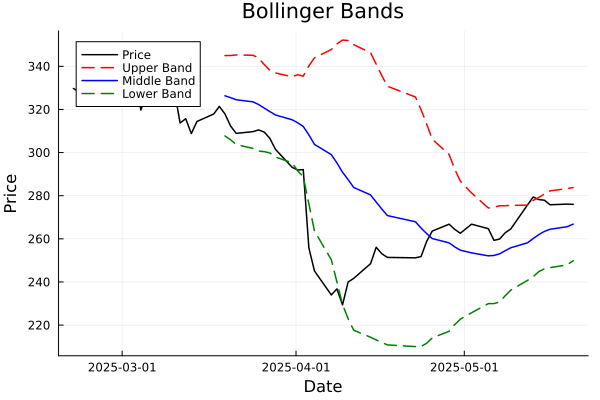 Bollinger Bands
Price
Upper Band
Middle Band
Lower Band
Price
340
320
300
280
260
240
220
2025-03-01
2025-04-01
2025-05-01
Date